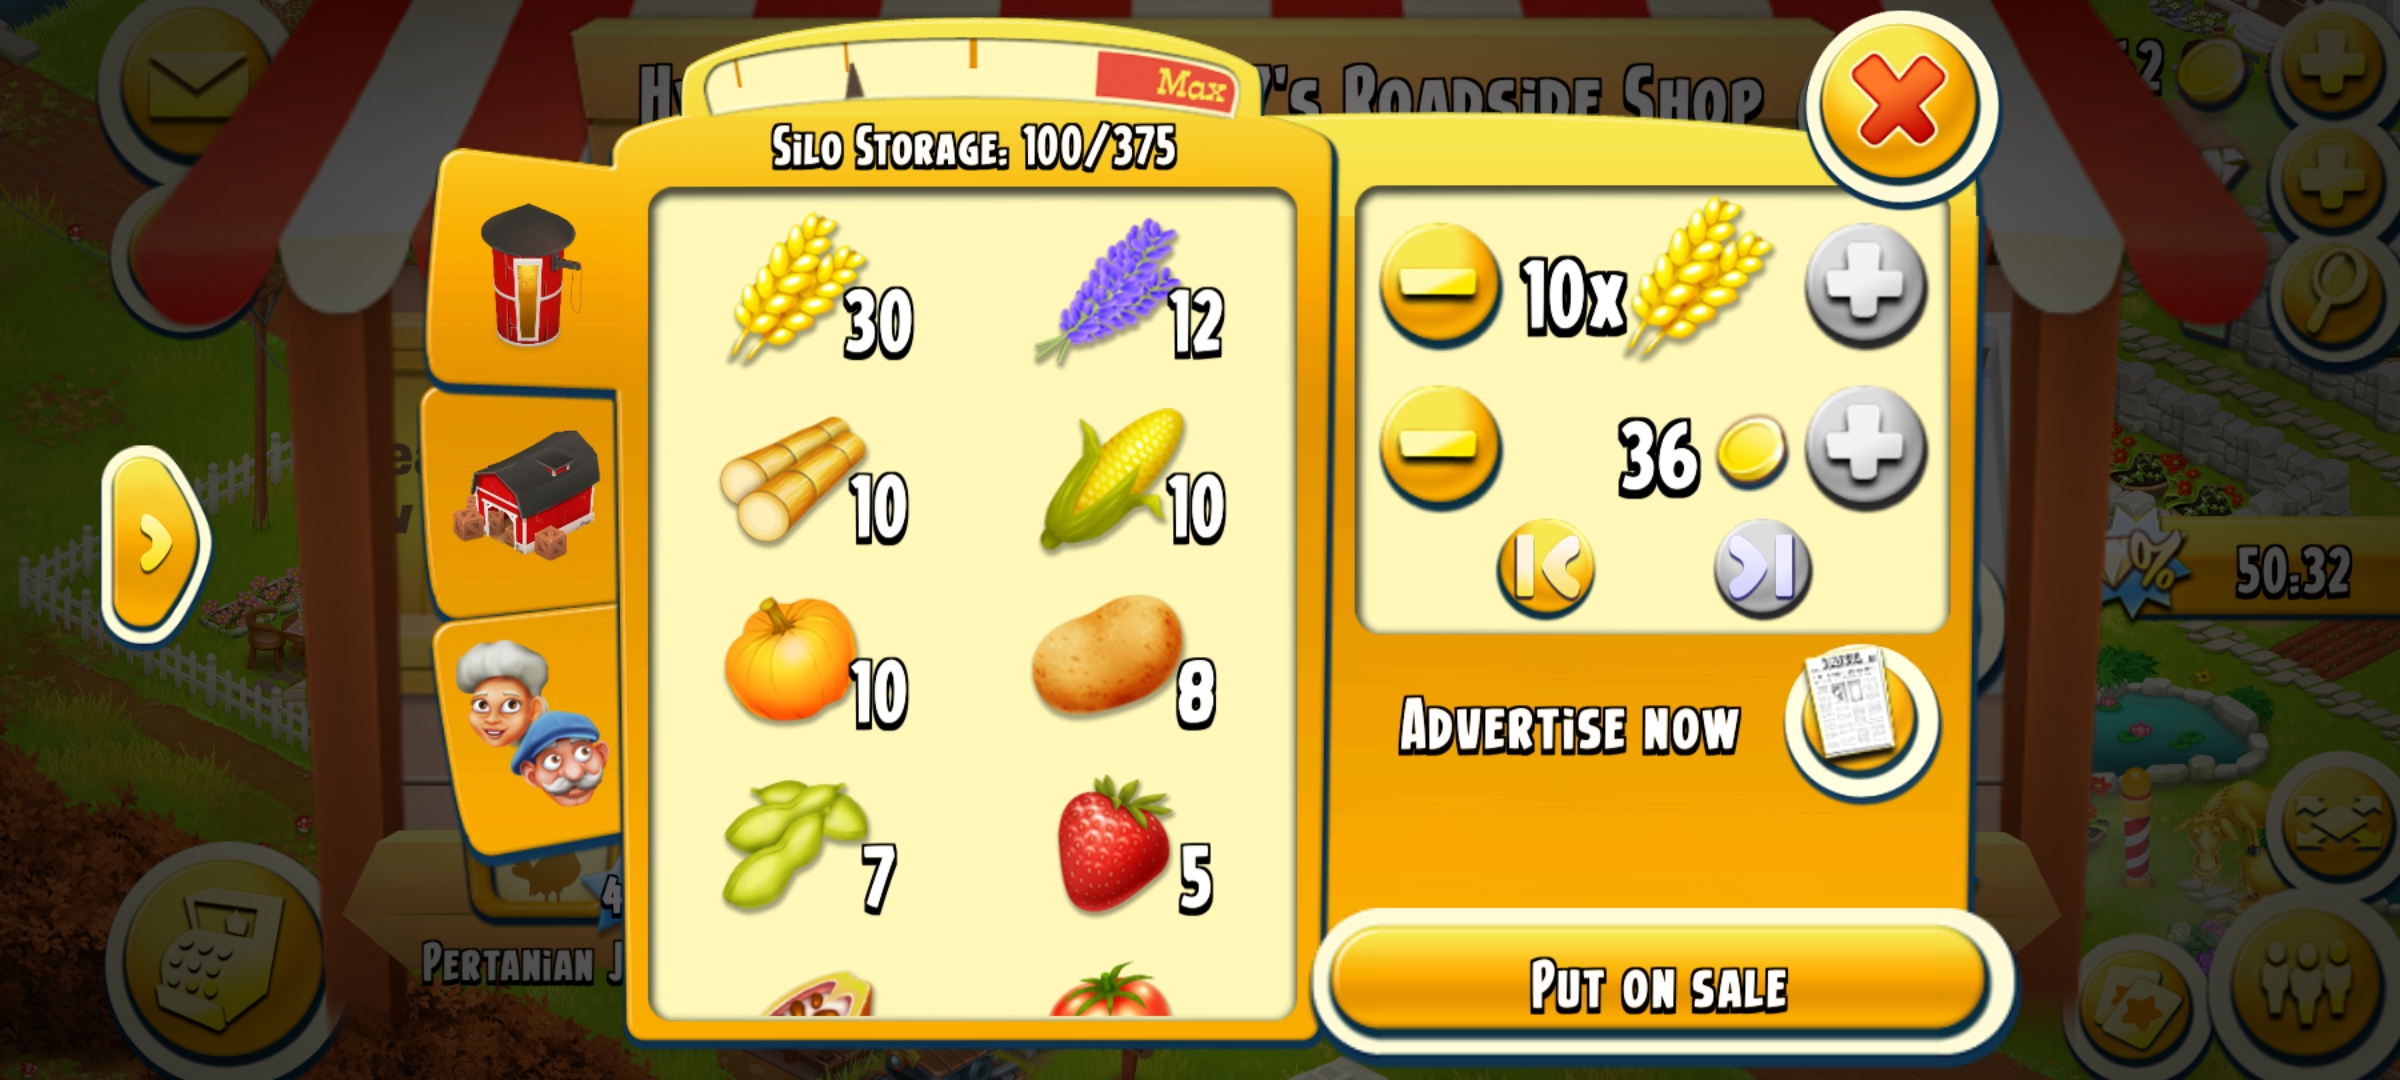 'S ROADSIDE SHOP
Max
SILO STORAGE: 100/375
30
12
10
10
10
8
7
5
10x
36
50:32
ADVERTISE NOW
PERTANIAN J
PUT ON SALE